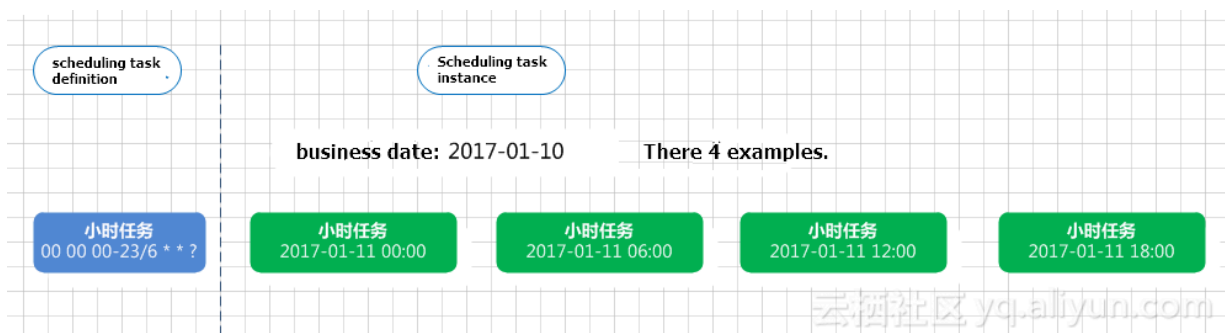 scheduling task
definition
Scheduling task
instance
business date: 2017-01-10
There 4 examples.
小时任务
00 00 00-23/6 * * ?
小时任务
2017-01-11 00:00
小时任务
2017-01-11 06:00
小时任务
2017-01-11 12:00
小时任务
2017-01-11 18:00
云栖社区 yq.aliyun.com